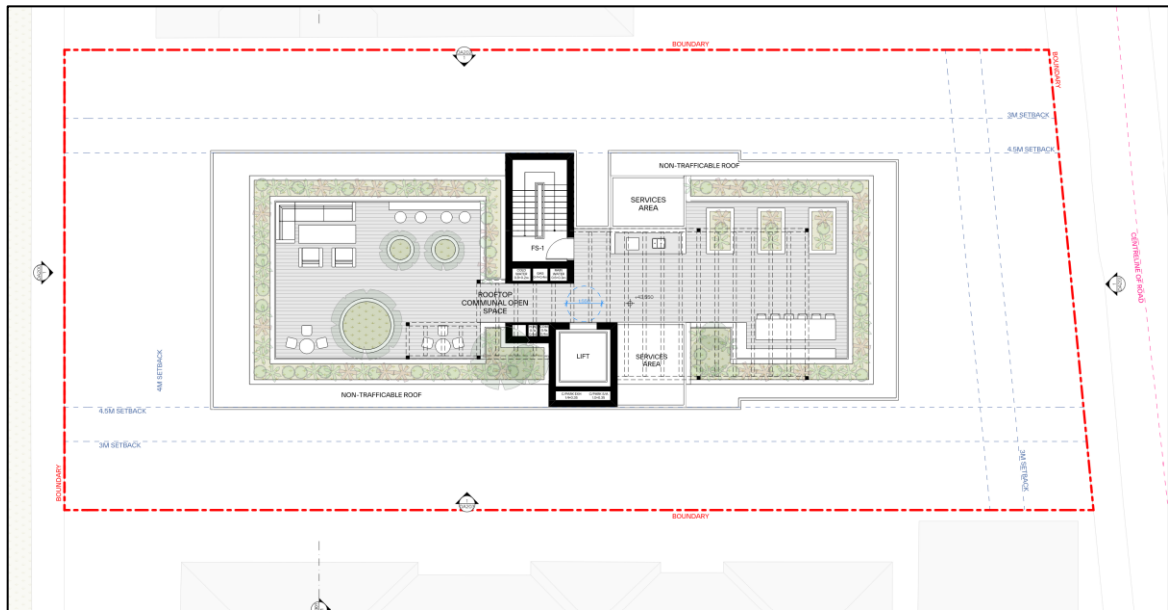 BOUNDARY
BOUNDARY
3M SETBACK
4.5M SETBACK
NON-TRAFFICABLE ROOF
SERVICES
AREA
FS-1
CENTRELINE OF ROAD
ROOFTOP
COMMUNAL OPEN
SPACE
LIFT
SERVICES
AREA
4M SETBACK
NON-TRAFFICABLE ROOF
4.5M SETBACK
3M SETBACK
3M SETBACK
BOUNDARY
BOUNDARY